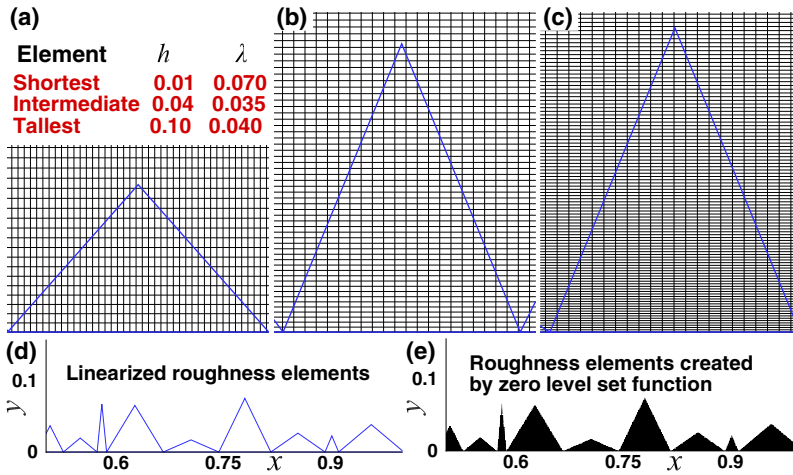 (a)
Element h λ
Shortest 0.01 0.070
Intermediate 0.04 0.035
Tallest 0.10 0.040
(b)
(c)
(d)
Linearized roughness elements
0.1
y
0
0.6 0.75 x 0.9
(e)
Roughness elements created
by zero level set function
0.1
y
0
0.6 0.75 x 0.9